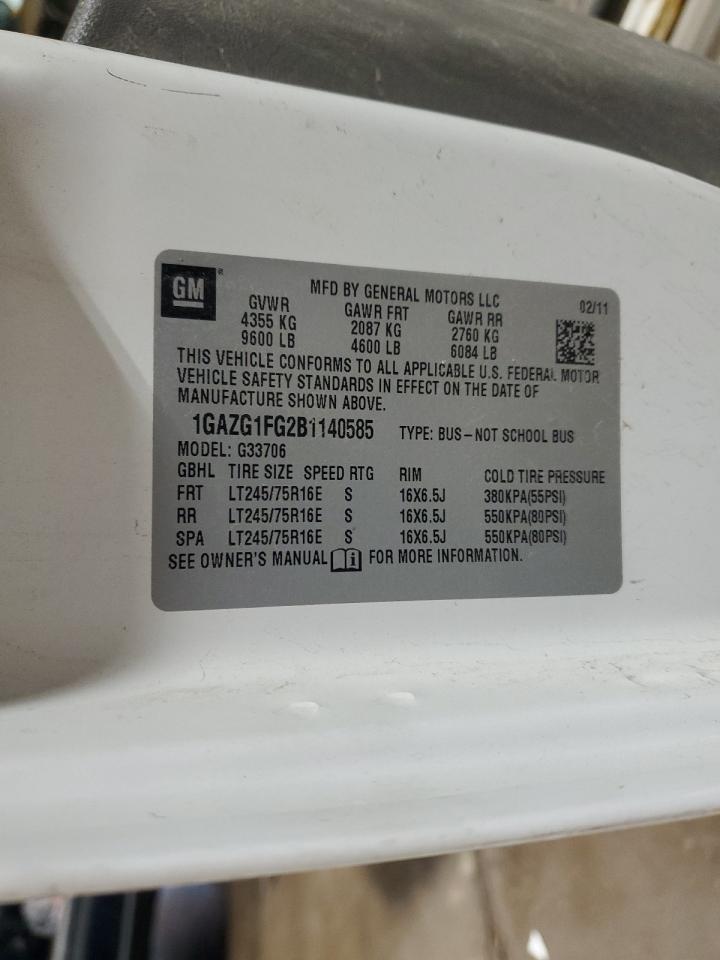 GM®
MFD BY GENERAL MOTORS LLC 02/11
GVWR GAWR FRT GAWR RR
4355 KG 2087 KG 2760 KG
9600 LB 4600 LB 6084 LB
THIS VEHICLE CONFORMS TO ALL APPLICABLE U.S. FEDERAL MOTOR
VEHICLE SAFETY STANDARDS IN EFFECT ON THE DATE OF
MANUFACTURE SHOWN ABOVE.
1GAZG1FG2B1140585 TYPE: BUS–NOT SCHOOL BUS
MODEL: G33706
GBHL TIRE SIZE SPEED RTG RIM COLD TIRE PRESSURE
FRT LT245/75R16E S 16X6.5J 380KPA(55PSI)
RR LT245/75R16E S 16X6.5J 550KPA(80PSI)
SPA LT245/75R16E S 16X6.5J 550KPA(80PSI)
SEE OWNER'S MANUAL i FOR MORE INFORMATION.